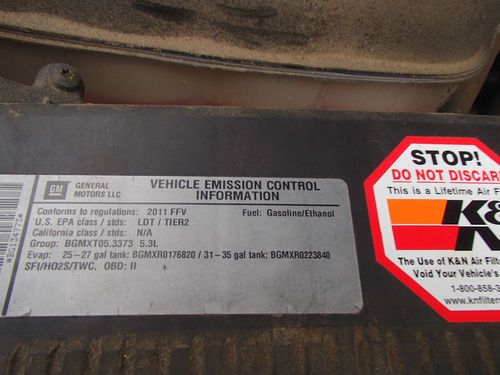 GM
GENERAL
MOTORS LLC
VEHICLE EMISSION CONTROL
INFORMATION
Conforms to regulations: 2011 FFV
Fuel: Gasoline/Ethanol
U.S. EPA class / stds: LDT / TIER2
California class / stds: N/A
Group: BGMXT05.3373 5.3L
Evap: 25-27 gal tank: BGMXR0176820 / 31-35 gal tank: BGMXR0223840
SFI/HO2S/TWC, OBD: II
STOP!
DO NOT DISCARD
This is a Lifetime Air F
K&
N
The Use of K&N Air Filt
Void Your Vehicle's
1-800-858-3
www.knfilters